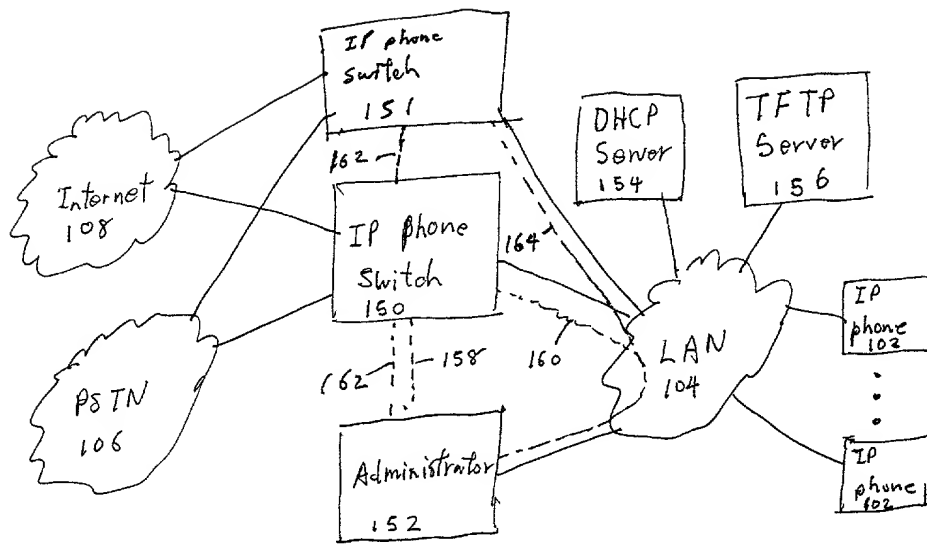 IP phone
switch
151
DHCP
Server
154
TFTP
Server
156
Internet
108
162
IP phone
Switch
150
164
160
IP
phone
102
LAN
104
PSTN
106
162
158
Administrator
152
IP
phone
102